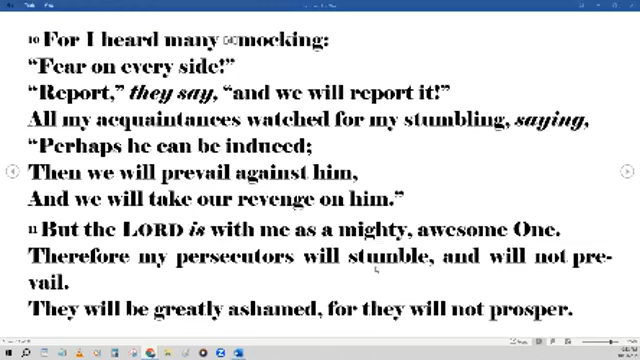 10 For I heard many [d] mocking:
“Fear on every side!”
“Report,” they say, “and we will report it!”
All my acquaintances watched for my stumbling, saying,
“Perhaps he can be induced;
Then we will prevail against him,
And we will take our revenge on him.”
11 But the LORD is with me as a mighty, awesome One.
Therefore my persecutors will stumble, and will not pre-
vail.
They will be greatly ashamed, for they will not prosper.